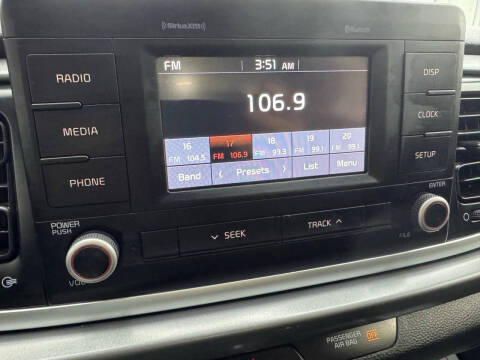 SiriusXM
Bluetooth
RADIO
MEDIA
PHONE
FM 3:51 AM
106.9
16 17 18 19 20
FM 104.5 FM 106.9 FM 99.3 FM 99.1 FM 99.1
Band Presets List Menu
DISP
CLOCK
SETUP
POWER
PUSH
VOL
SEEK
TRACK
ENTER
FILE
PASSENGER
AIR BAG
OFF